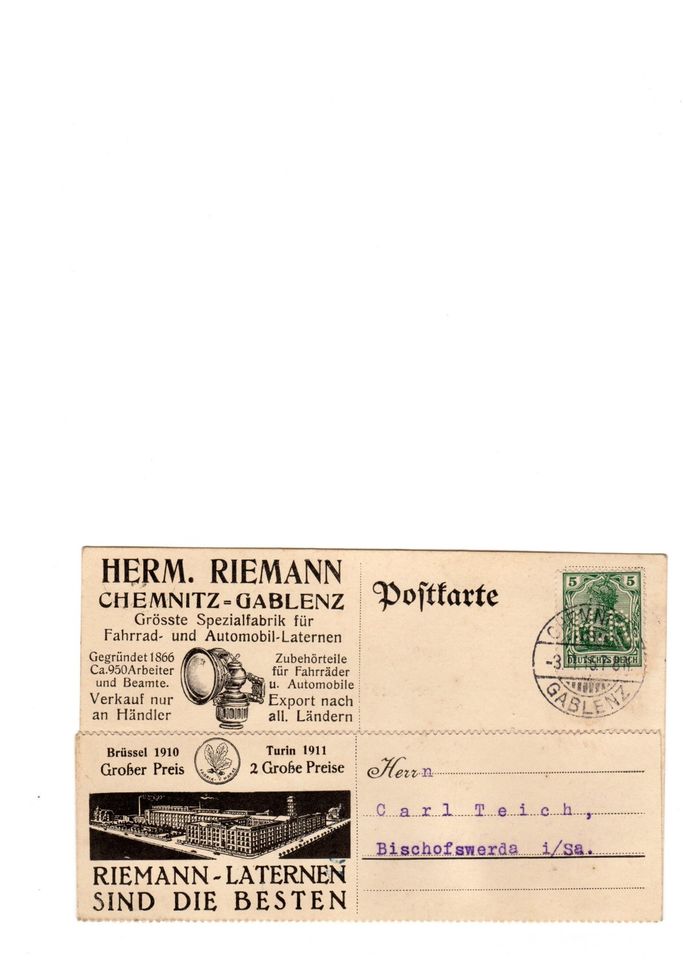 HERM. RIEMANN
CHEMNITZ=GABLENZ
Grösste Spezialfabrik für
Fahrrad- und Automobil-Laternen
Gegründet 1866
Ca.950 Arbeiter
und Beamte.
Verkauf nur
an Händler
Zubehörteile
für Fahrräder
u. Automobile
Export nach
all. Ländern
Postkarte
5 5
DEUTSCHES REICH
GABLENZ
Brüssel 1910
Großer Preis
Turin 1911
2 Große Preise
RIEMANN-LATERNEN
SIND DIE BESTEN
Herrn
Carl Teich,
Bischofswerda i/Sa.